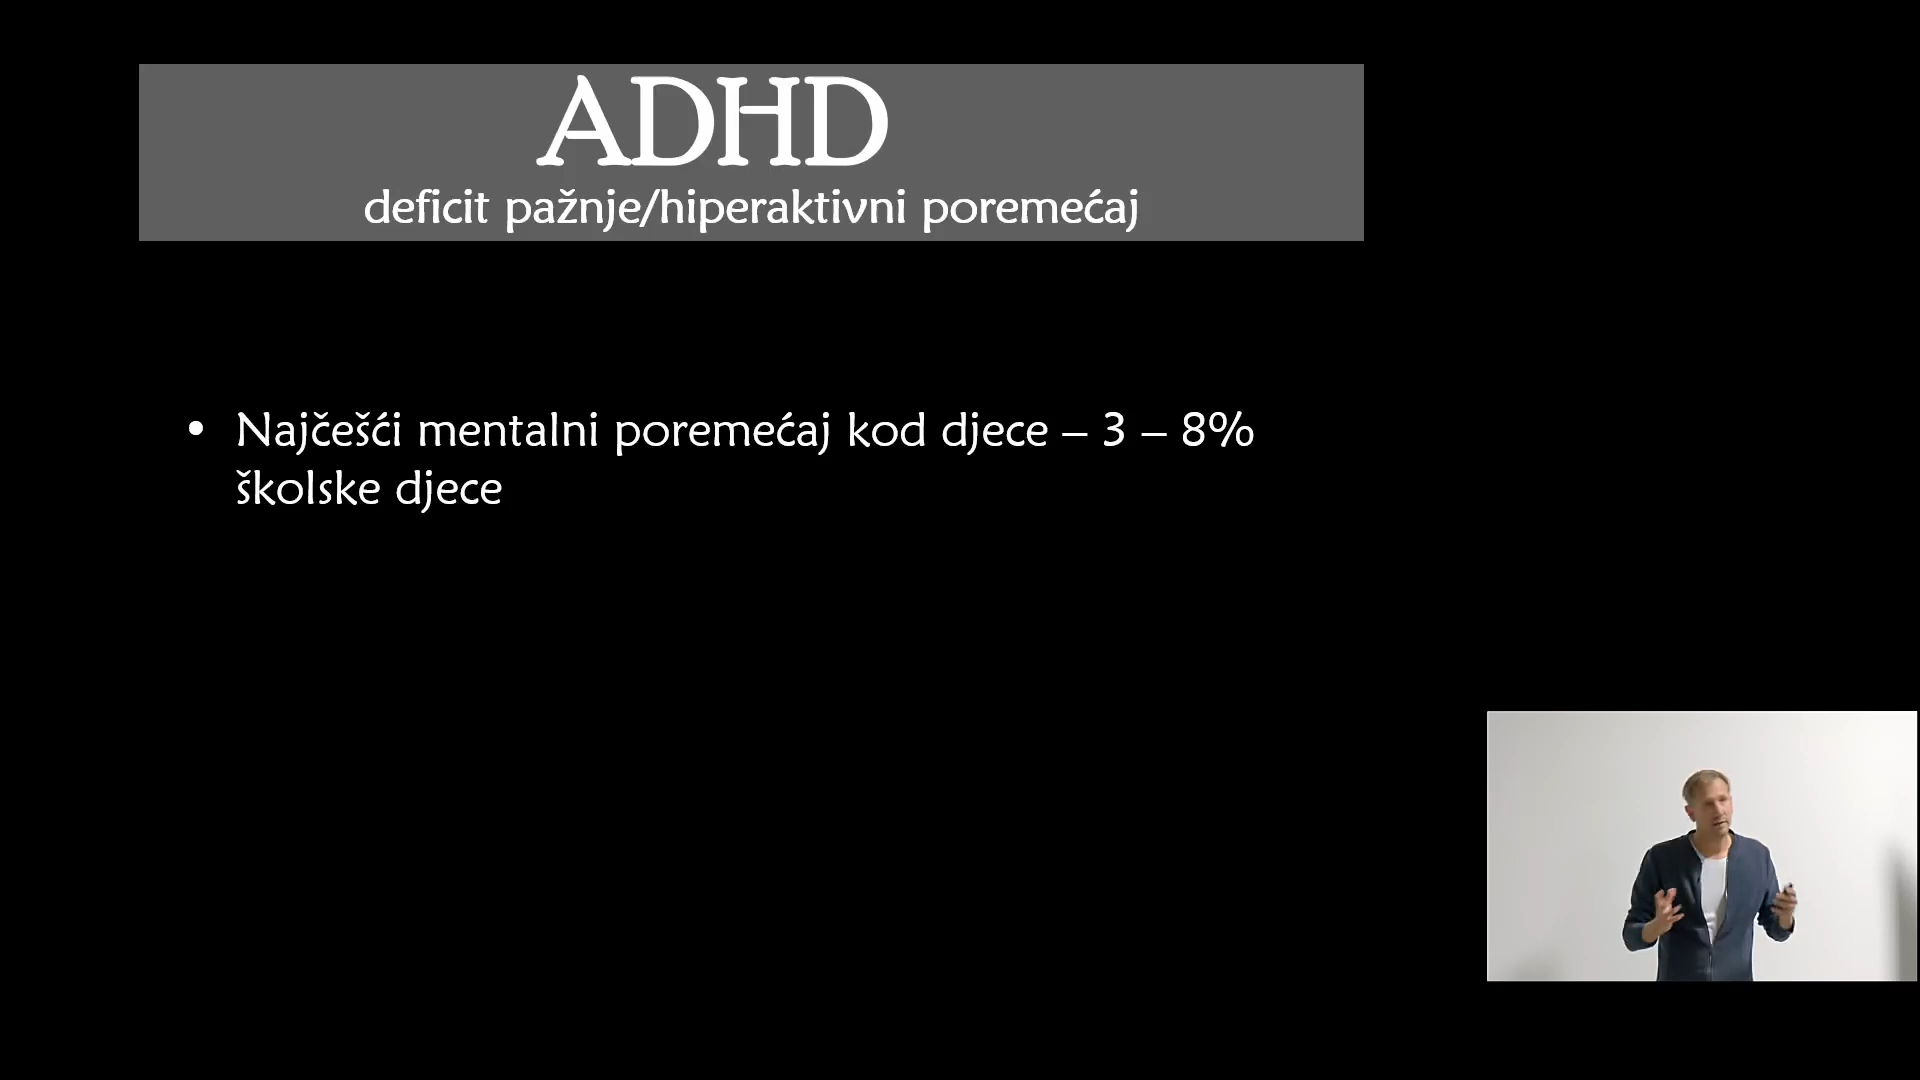 ADHD
deficit pažnje/hiperaktivni poremećaj
• Najčešći mentalni poremećaj kod djece – 3 – 8%
školske djece